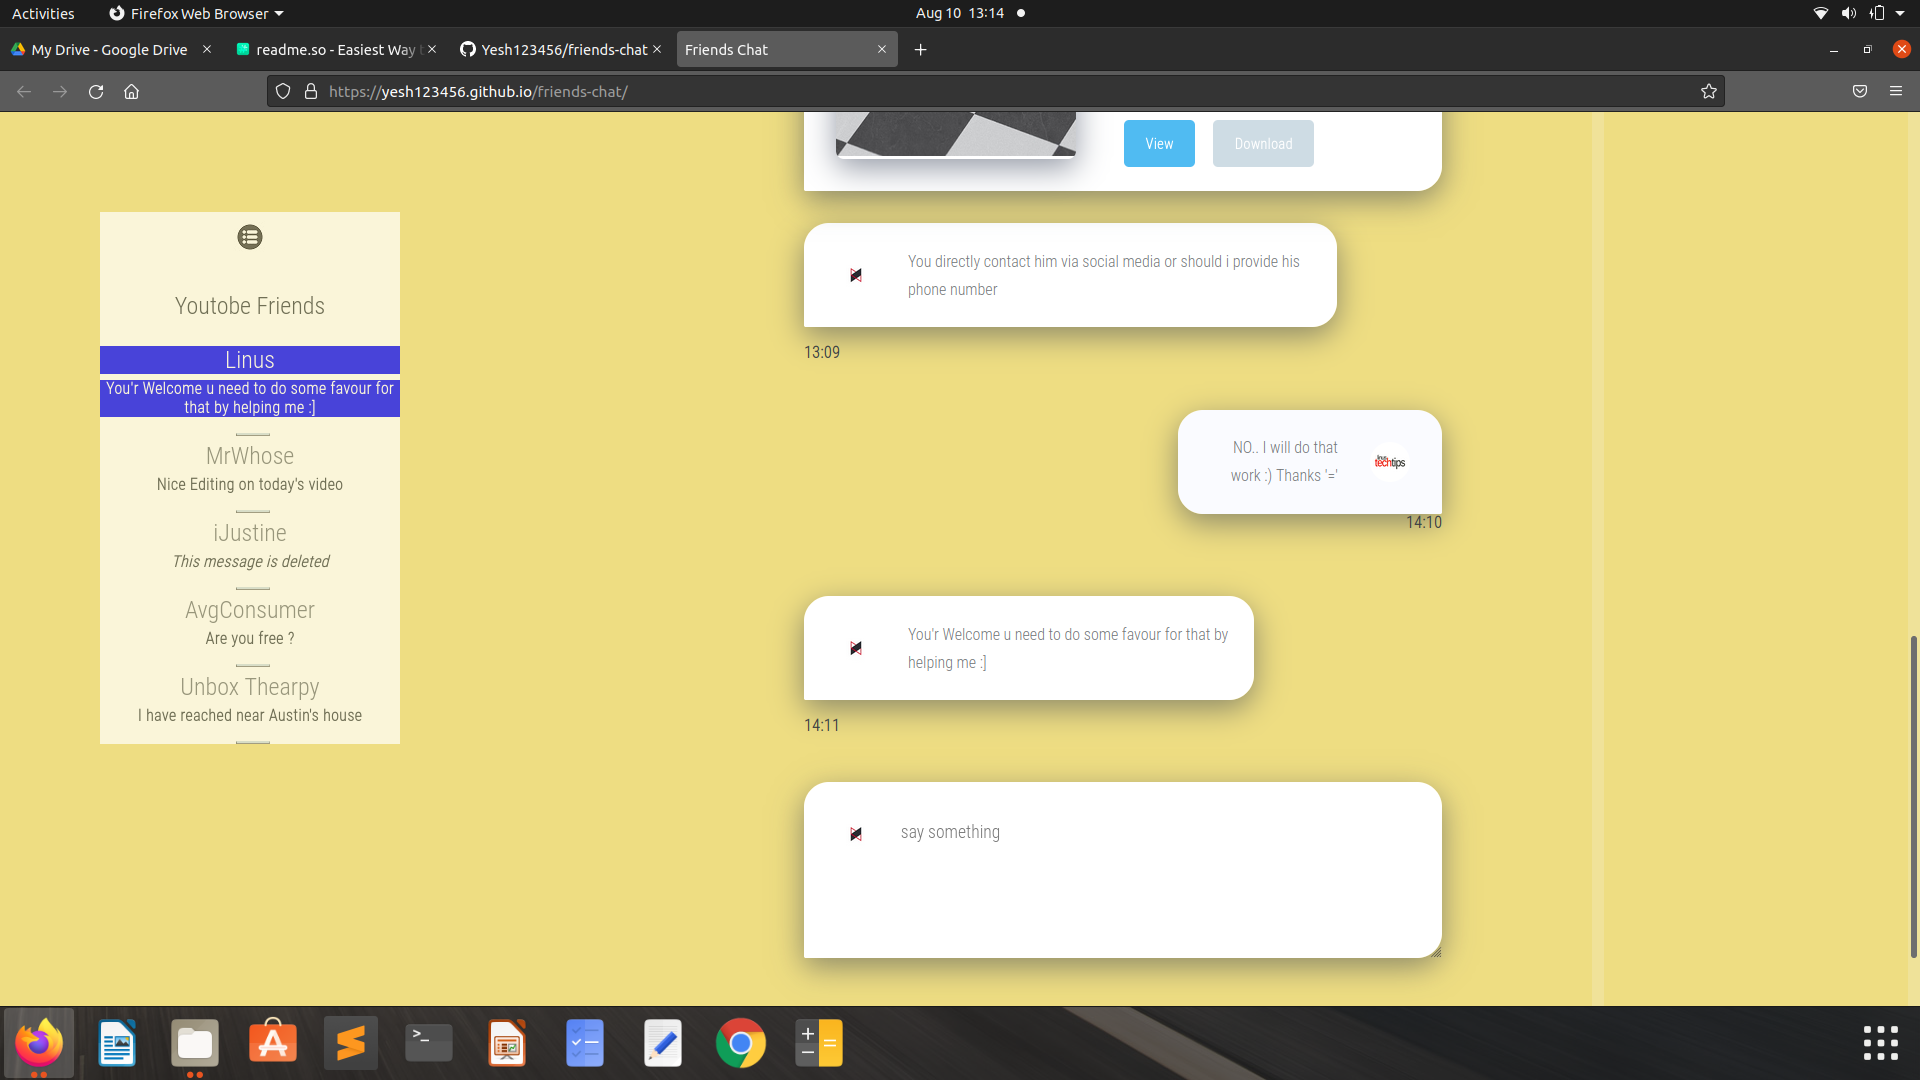 Activities
Firefox Web Browser
Aug 10 13:14
My Drive - Google Drive
readme.so - Easiest Way
Yesh123456/friends-chat
Friends Chat
https://yesh123456.github.io/friends-chat/
View
Download
Youtobe Friends
Linus
You'r Welcome u need to do some favour for
that by helping me :]
MrWhose
Nice Editing on today's video
iJustine
This message is deleted
AvgConsumer
Are you free ?
Unbox Thearpy
I have reached near Austin's house
You directly contact him via social media or should i provide his
phone number
13:09
NO.. I will do that
work :) Thanks '='
linus
techtips
14:10
You'r Welcome u need to do some favour for that by
helping me :]
14:11
say something